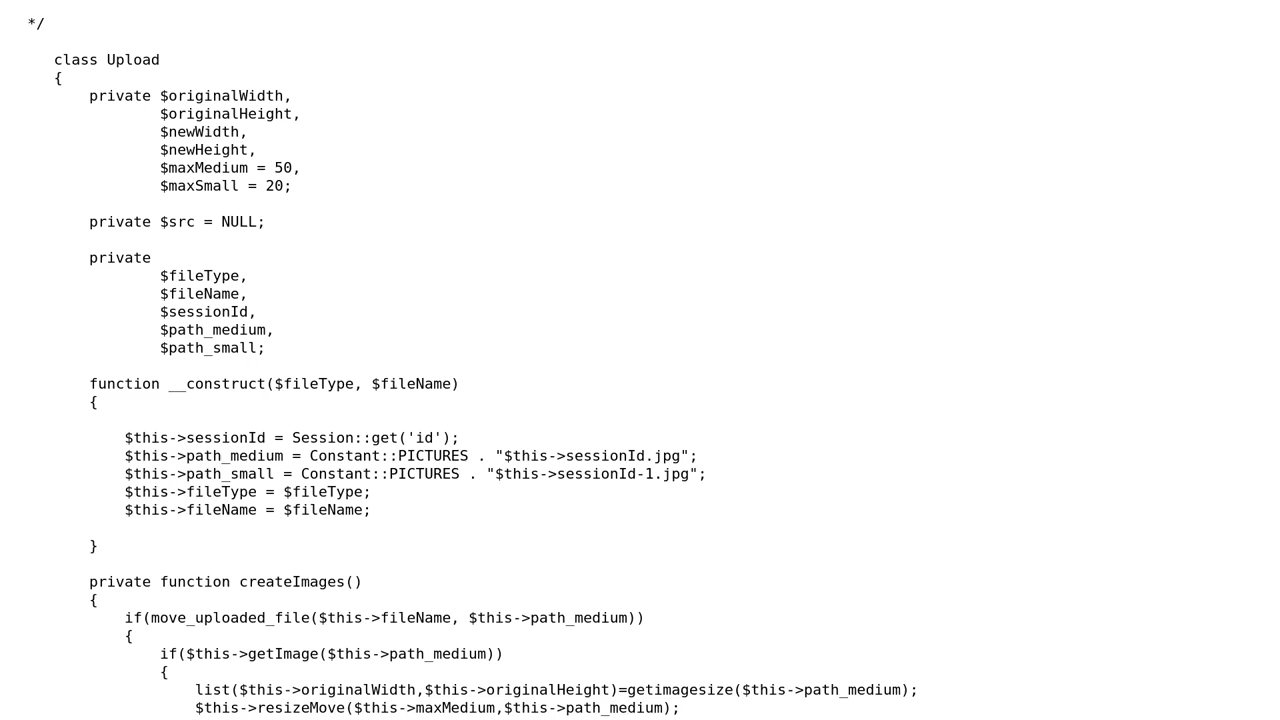 */
class Upload
{
private $originalWidth,
$originalHeight,
$newWidth,
$newHeight,
$maxMedium = 50,
$maxSmall = 20;
private $src = NULL;
private
$fileType,
$fileName,
$sessionId,
$path_medium,
$path_small;
function __construct($fileType, $fileName)
{
$this->sessionId = Session::get('id');
$this->path_medium = Constant::PICTURES . "$this->sessionId.jpg";
$this->path_small = Constant::PICTURES . "$this->sessionId-1.jpg";
$this->fileType = $fileType;
$this->fileName = $fileName;
}
private function createImages()
{
if(move_uploaded_file($this->fileName, $this->path_medium))
{
if($this->getImage($this->path_medium))
{
list($this->originalWidth,$this->originalHeight)=getimagesize($this->path_medium);
$this->resizeMove($this->maxMedium,$this->path_medium);